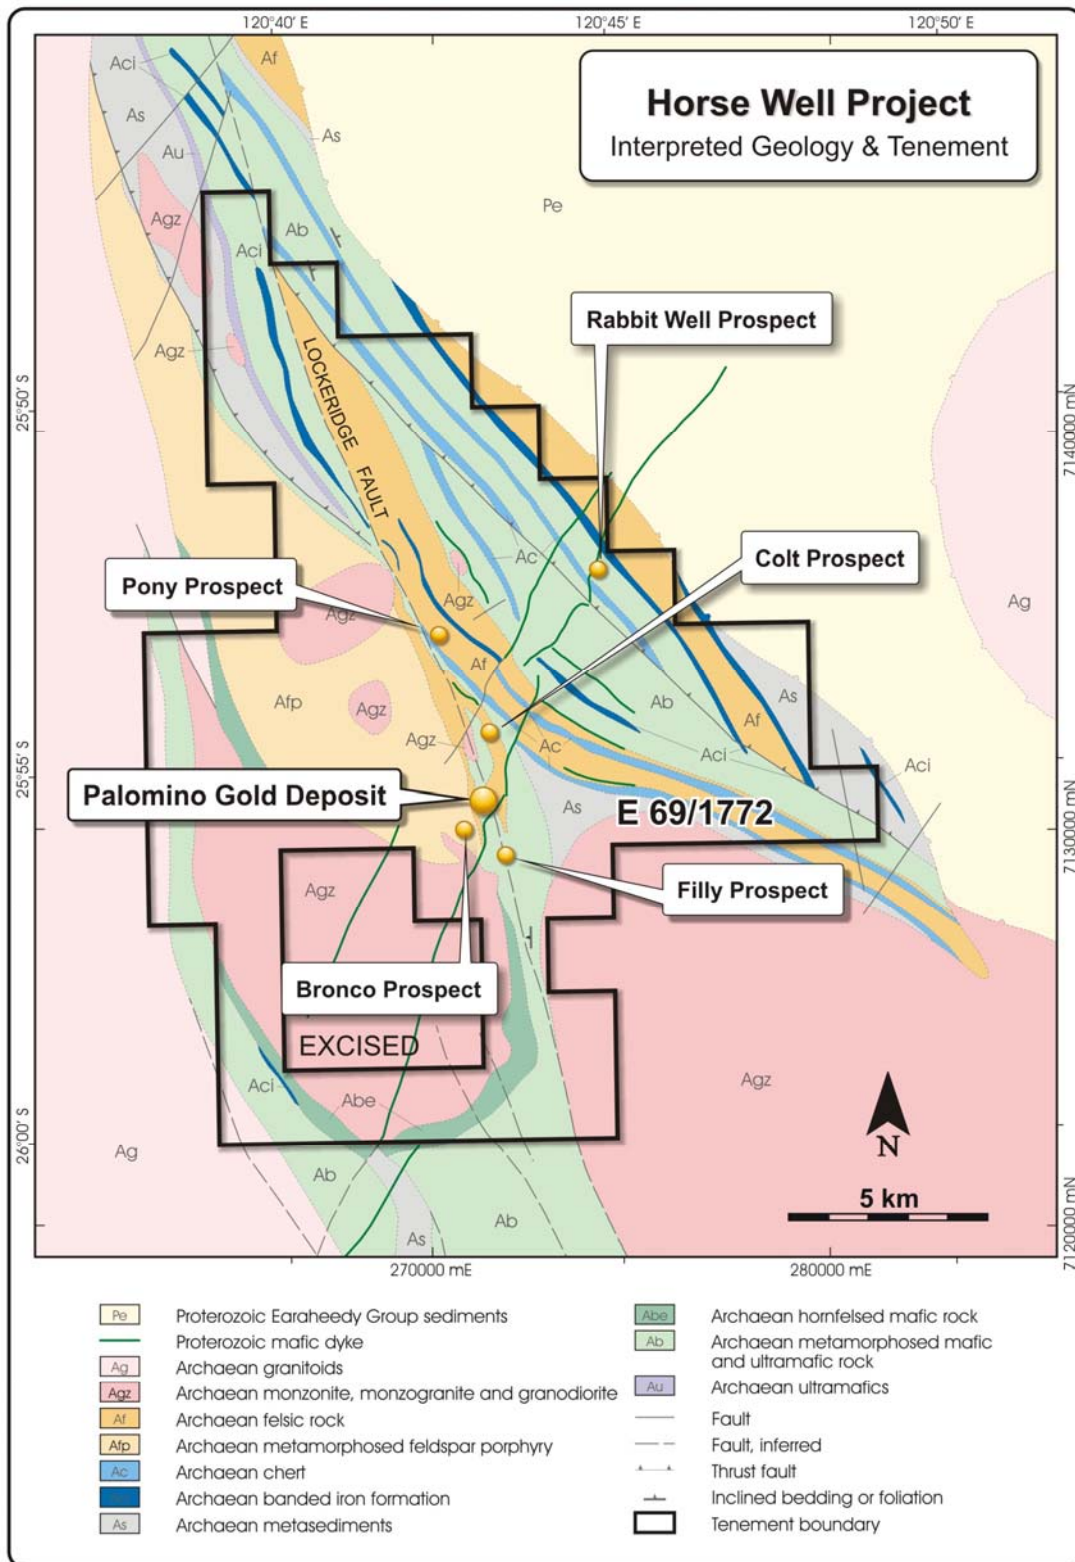 120°40' E
120°45' E
120°50' E
Horse Well Project
Interpreted Geology & Tenement
Aci
Af
As
As
Au
Pe
Agz
Ab
Aci
Rabbit Well Prospect
Agz
LOCKERIDGE FAULT
25°50' S
7140000 mN
Ac
Colt Prospect
Pony Prospect
Agz
Agz
Ag
Af
Afp
Agz
Ab
As
Agz
Ac
Af
Aci
Aci
25°55' S
Palomino Gold Deposit
As
E 69/1772
7130000 mN
Agz
Filly Prospect
Bronco Prospect
EXCISED
Aci
Abe
Agz
N
26°00' S
Ag
Ab
Ab
As
5 km
7120000 mN
270000 mE
280000 mE
Pe
Proterozoic Earaheedy Group sediments
Proterozoic mafic dyke
Ag
Archaean granitoids
Agz
Archaean monzonite, monzogranite and granodiorite
Af
Archaean felsic rock
Afp
Archaean metamorphosed feldspar porphyry
Ac
Archaean chert
Archaean banded iron formation
As
Archaean metasediments
Abe
Archaean hornfelsed mafic rock
Ab
Archaean metamorphosed mafic
and ultramafic rock
Au
Archaean ultramafics
Fault
Fault, inferred
Thrust fault
Inclined bedding or foliation
Tenement boundary